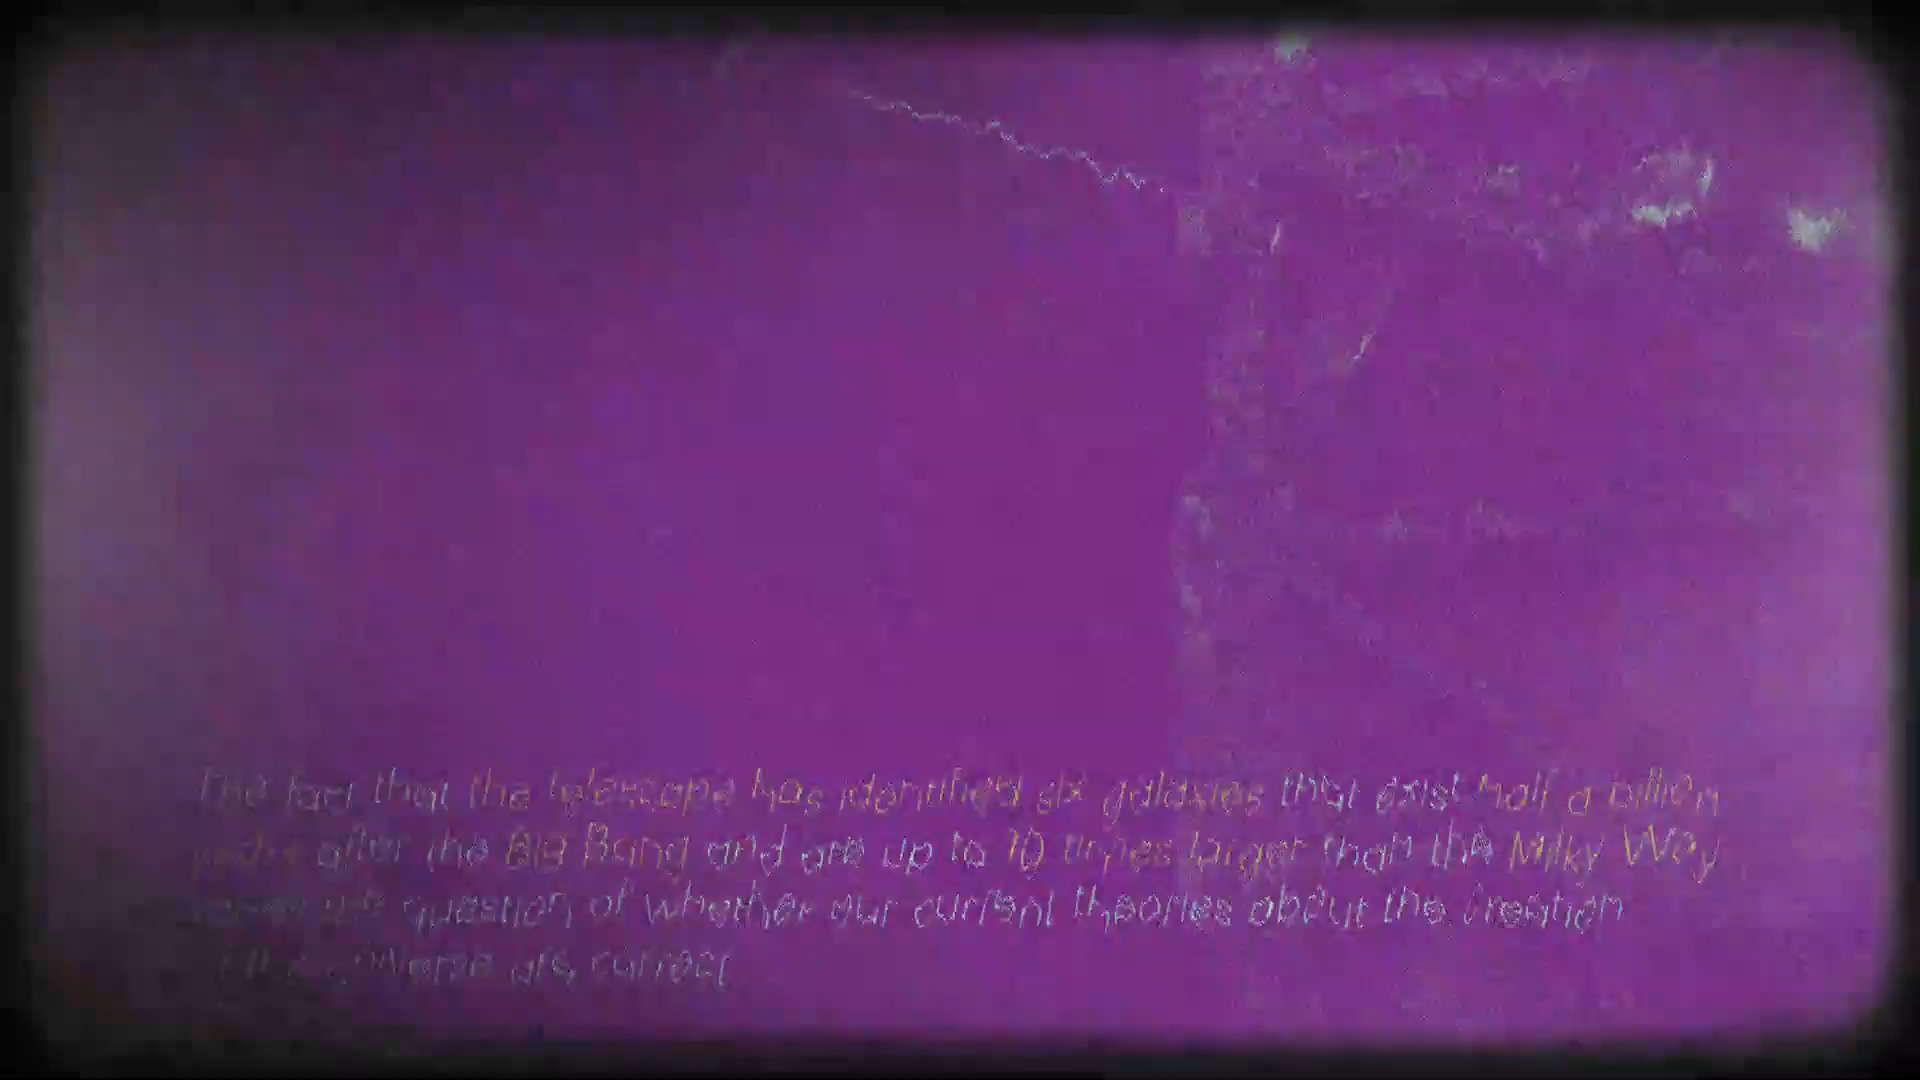 The fact that the telescope has identified six galaxies that exist half a billion
years after the Big Bang and are up to 10 times larger than the Milky Way
question of whether our current theories about the creation
universe are correct